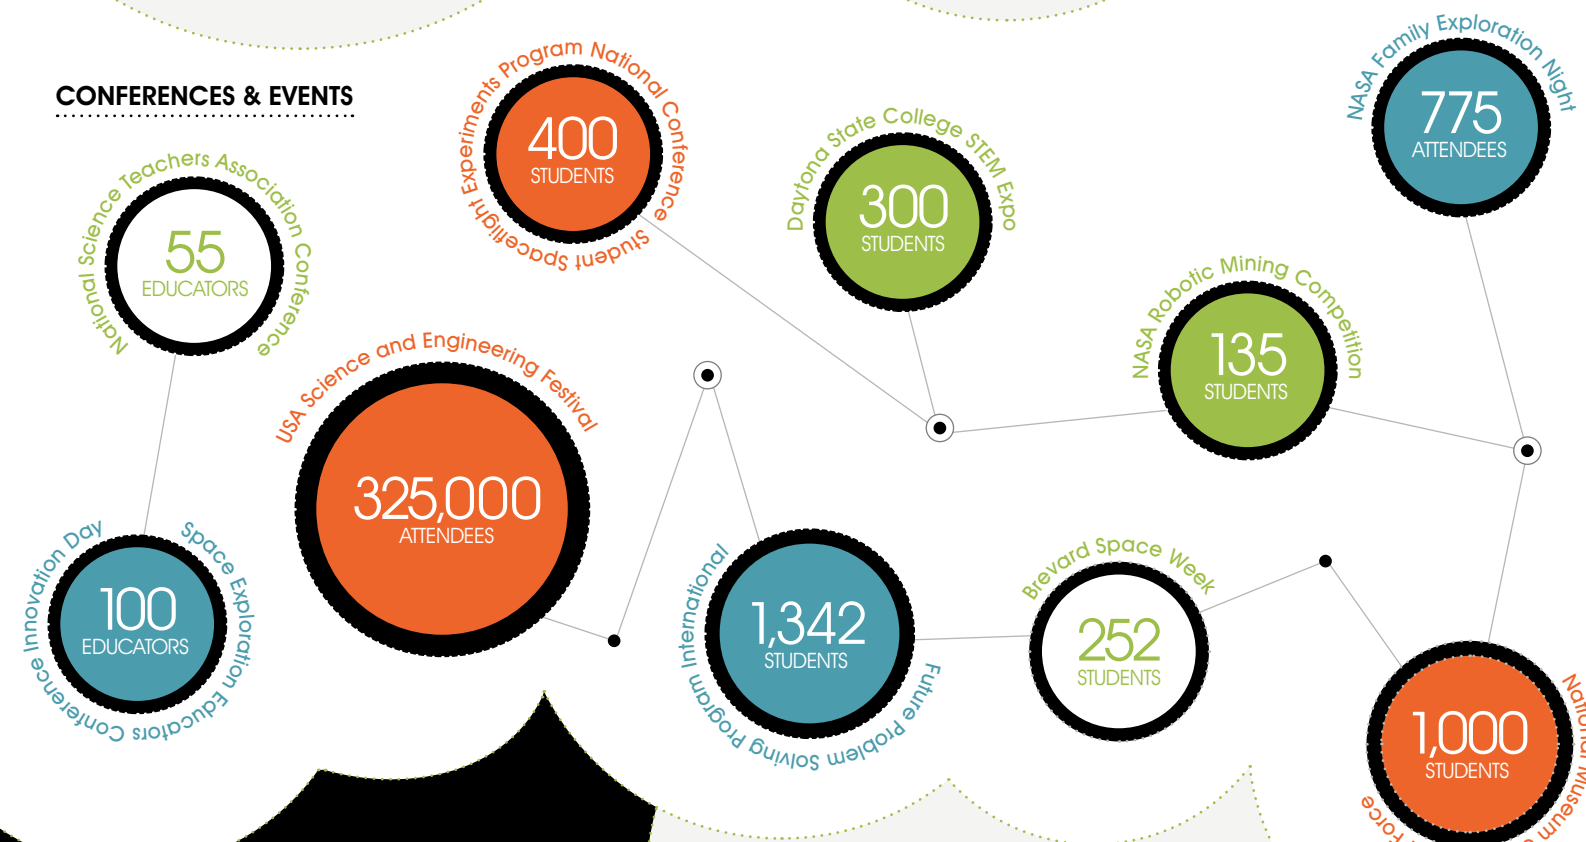 CONFERENCES & EVENTS
National Science Teachers Association Conference
55
EDUCATORS
Student Spaceflight Experiments Program National Conference
400
STUDENTS
Daytona State College STEM Expo
300
STUDENTS
NASA Family Exploration Night
775
ATTENDEES
NASA Robotic Mining Competition
135
STUDENTS
USA Science and Engineering Festival
325,000
ATTENDEES
Space Exploration Educators Conference Innovation Day
100
EDUCATORS
Future Problem Solving Program International
1,342
STUDENTS
Brevard Space Week
252
STUDENTS
National Museum
Force
1,000
STUDENTS